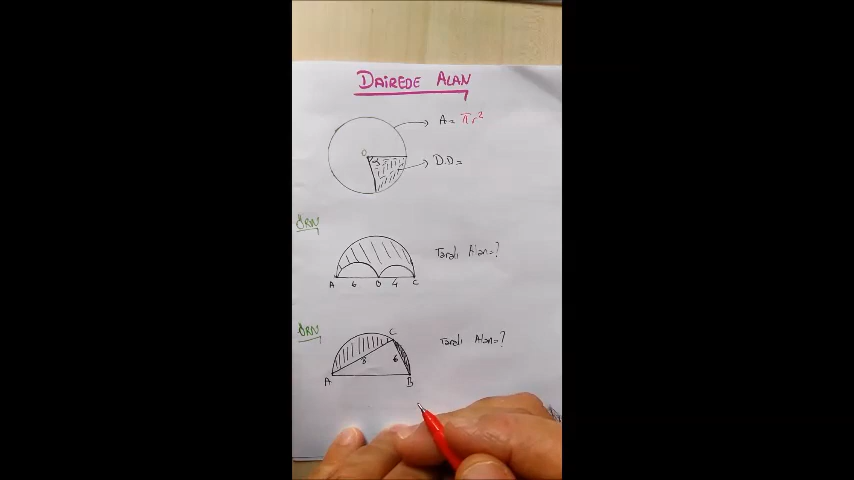 DAİREDE ALAN
O
A = πr²
D.D =
ÖRN
Taralı Alan=?
A 6 B 4 C
ÖRN
C
Taralı Alan=?
8 6
A B